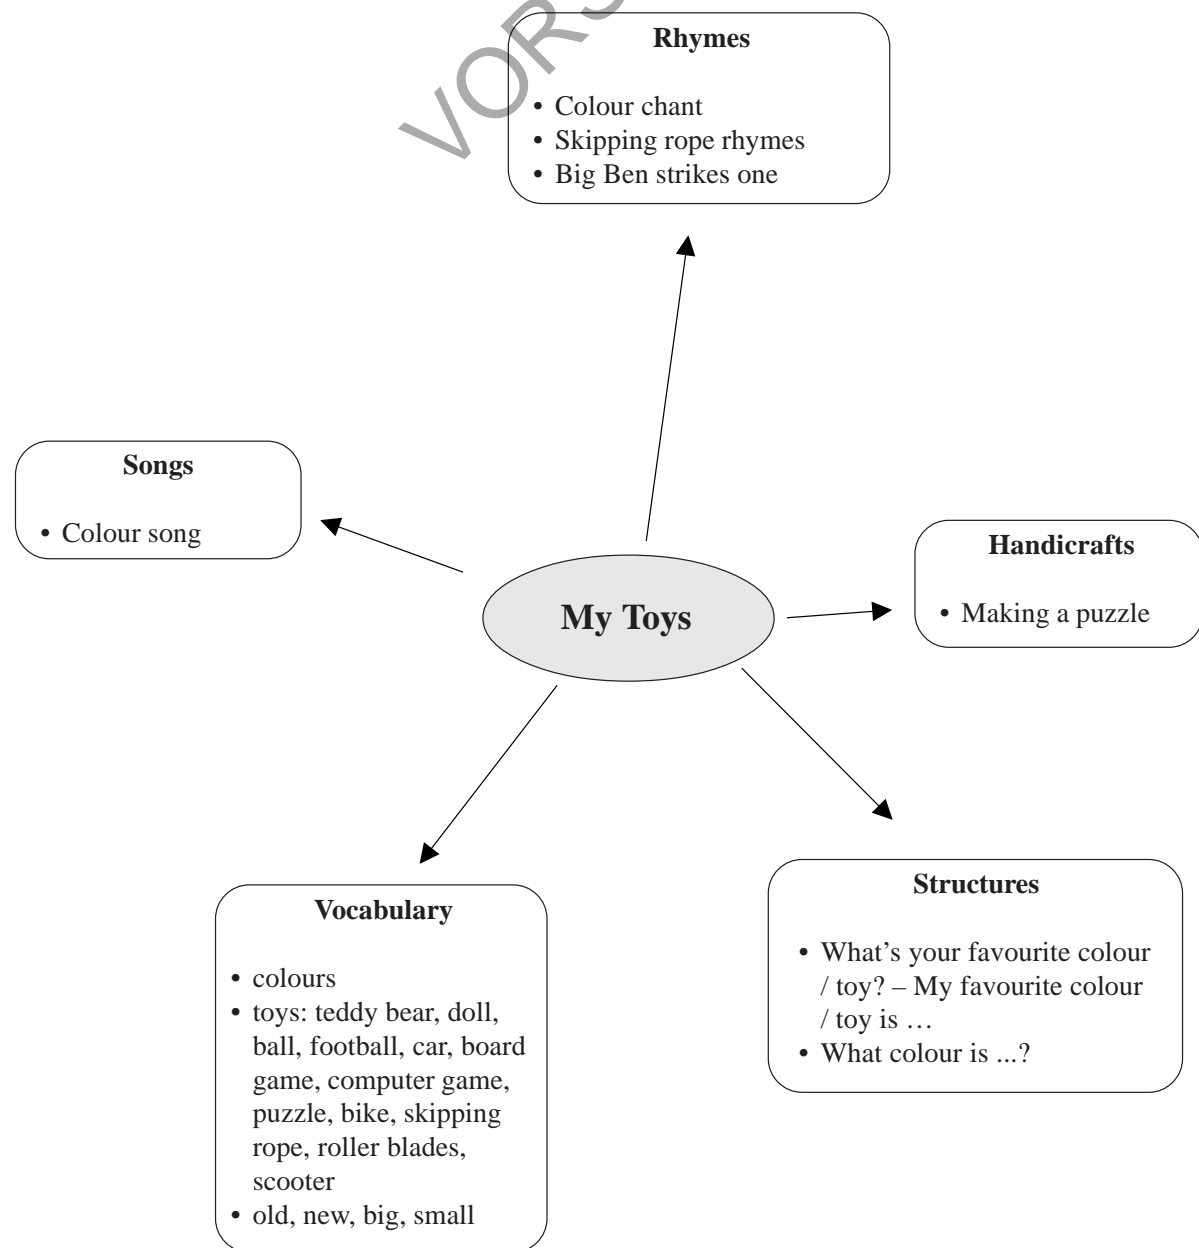 VORS
Rhymes
• Colour chant
• Skipping rope rhymes
• Big Ben strikes one
Songs
• Colour song
Handicrafts
• Making a puzzle
My Toys
Structures
• What’s your favourite colour
/ toy? – My favourite colour
/ toy is …
• What colour is ...?
Vocabulary
• colours
• toys: teddy bear, doll,
ball, football, car, board
game, computer game,
puzzle, bike, skipping
rope, roller blades,
scooter
• old, new, big, small